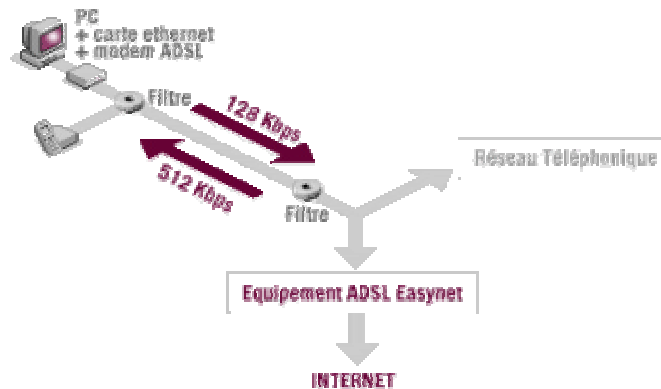 PC
+ carte ethernet
+ modem ADSL
Filtre
128 Kbps
512 Kbps
Filtre
Réseau Téléphonique
Equipement ADSL Easynet
INTERNET